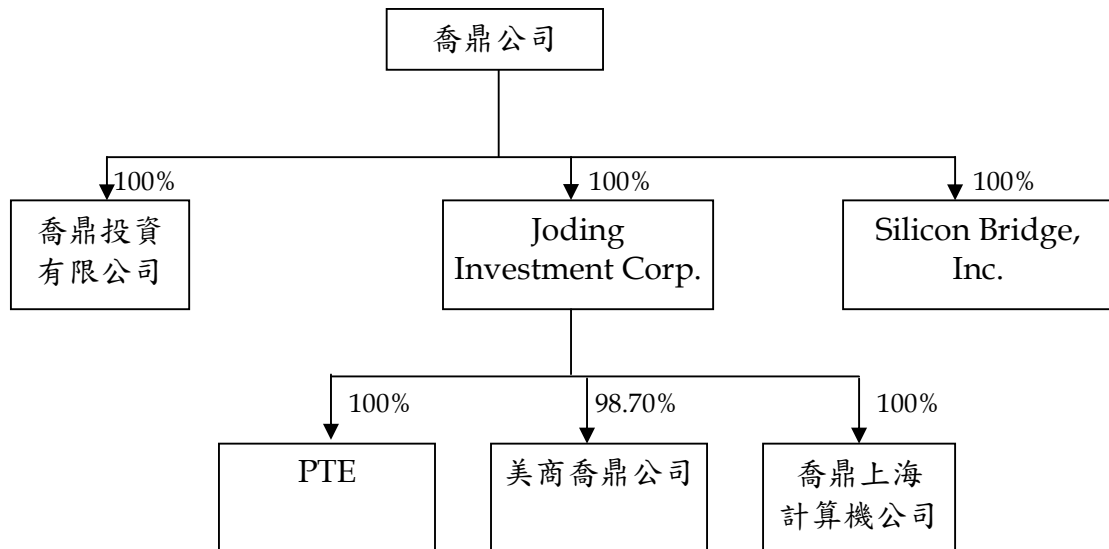 喬鼎公司
100%
100%
100%
喬鼎投資
有限公司
Joding
Investment Corp.
Silicon Bridge,
Inc.
100%
98.70%
100%
PTE
美商喬鼎公司
喬鼎上海
計算機公司